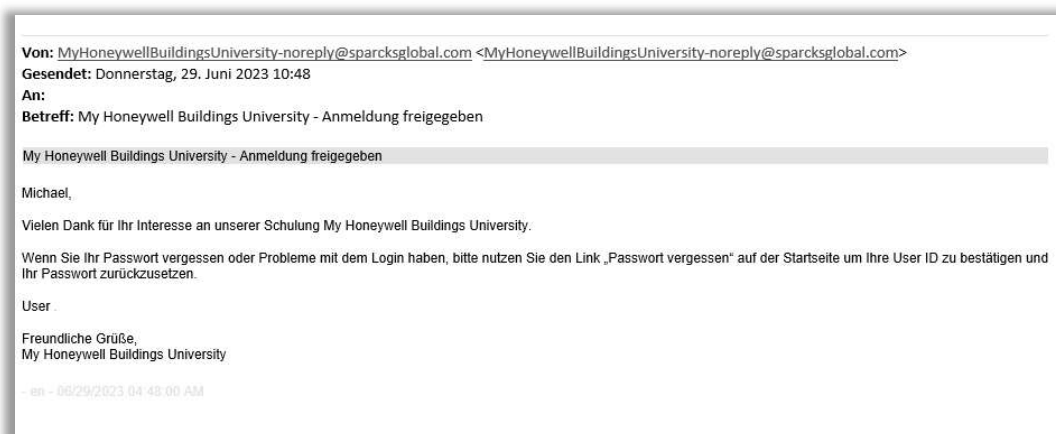 Von: MyHoneywellBuildingsUniversity-noreply@sparcksglobal.com <MyHoneywellBuildingsUniversity-noreply@sparcksglobal.com>
Gesendet: Donnerstag, 29. Juni 2023 10:48
An:
Betreff: My Honeywell Buildings University - Anmeldung freigegeben
My Honeywell Buildings University - Anmeldung freigegeben
Michael,
Vielen Dank für Ihr Interesse an unserer Schulung My Honeywell Buildings University.
Wenn Sie Ihr Passwort vergessen oder Probleme mit dem Login haben, bitte nutzen Sie den Link „Passwort vergessen“ auf der Startseite um Ihre User ID zu bestätigen und
Ihr Passwort zurückzusetzen.
User
Freundliche Grüße,
My Honeywell Buildings University
- en - 06/29/2023 04:48:00 AM